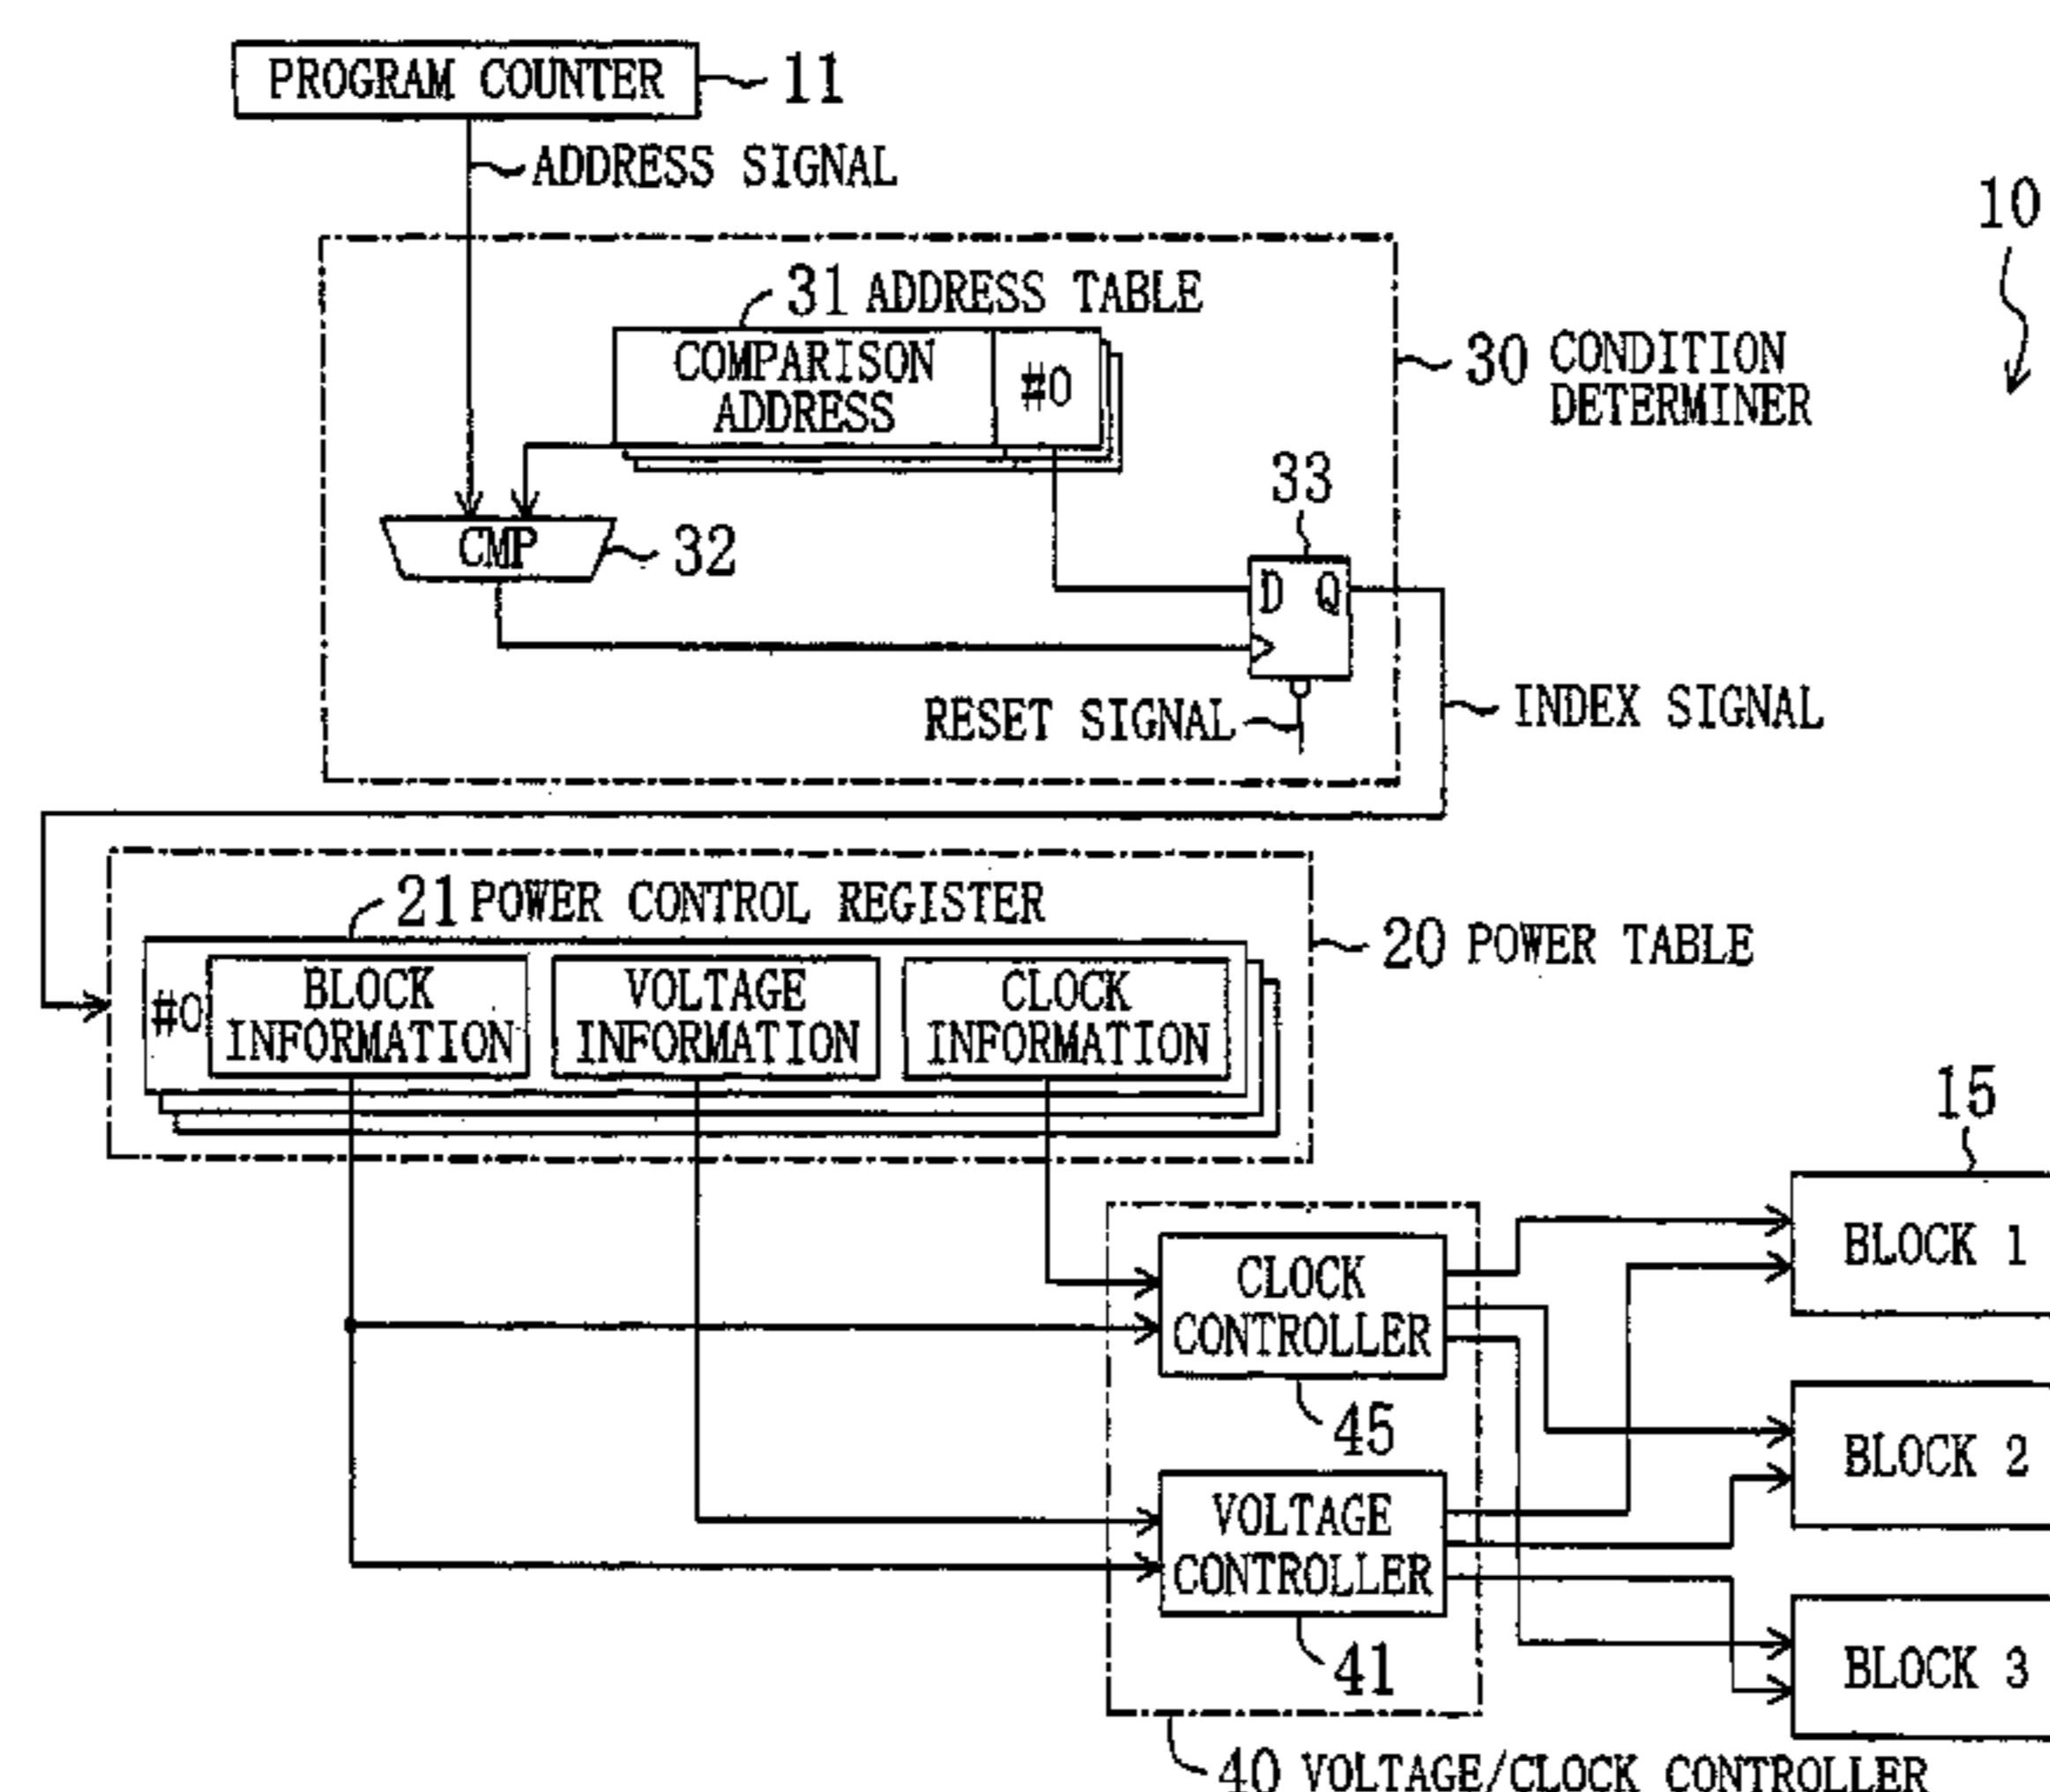 PROGRAM COUNTER
11
ADDRESS SIGNAL
10
31 ADDRESS TABLE
COMPARISON
ADDRESS
#0
30 CONDITION
DETERMINER
33
CMP
32
D Q
RESET SIGNAL
INDEX SIGNAL
21 POWER CONTROL REGISTER
20 POWER TABLE
#0
BLOCK
INFORMATION
VOLTAGE
INFORMATION
CLOCK
INFORMATION
15
CLOCK
CONTROLLER
45
BLOCK 1
BLOCK 2
VOLTAGE
CONTROLLER
41
BLOCK 3
40 VOLTAGE/CLOCK CONTROLLER